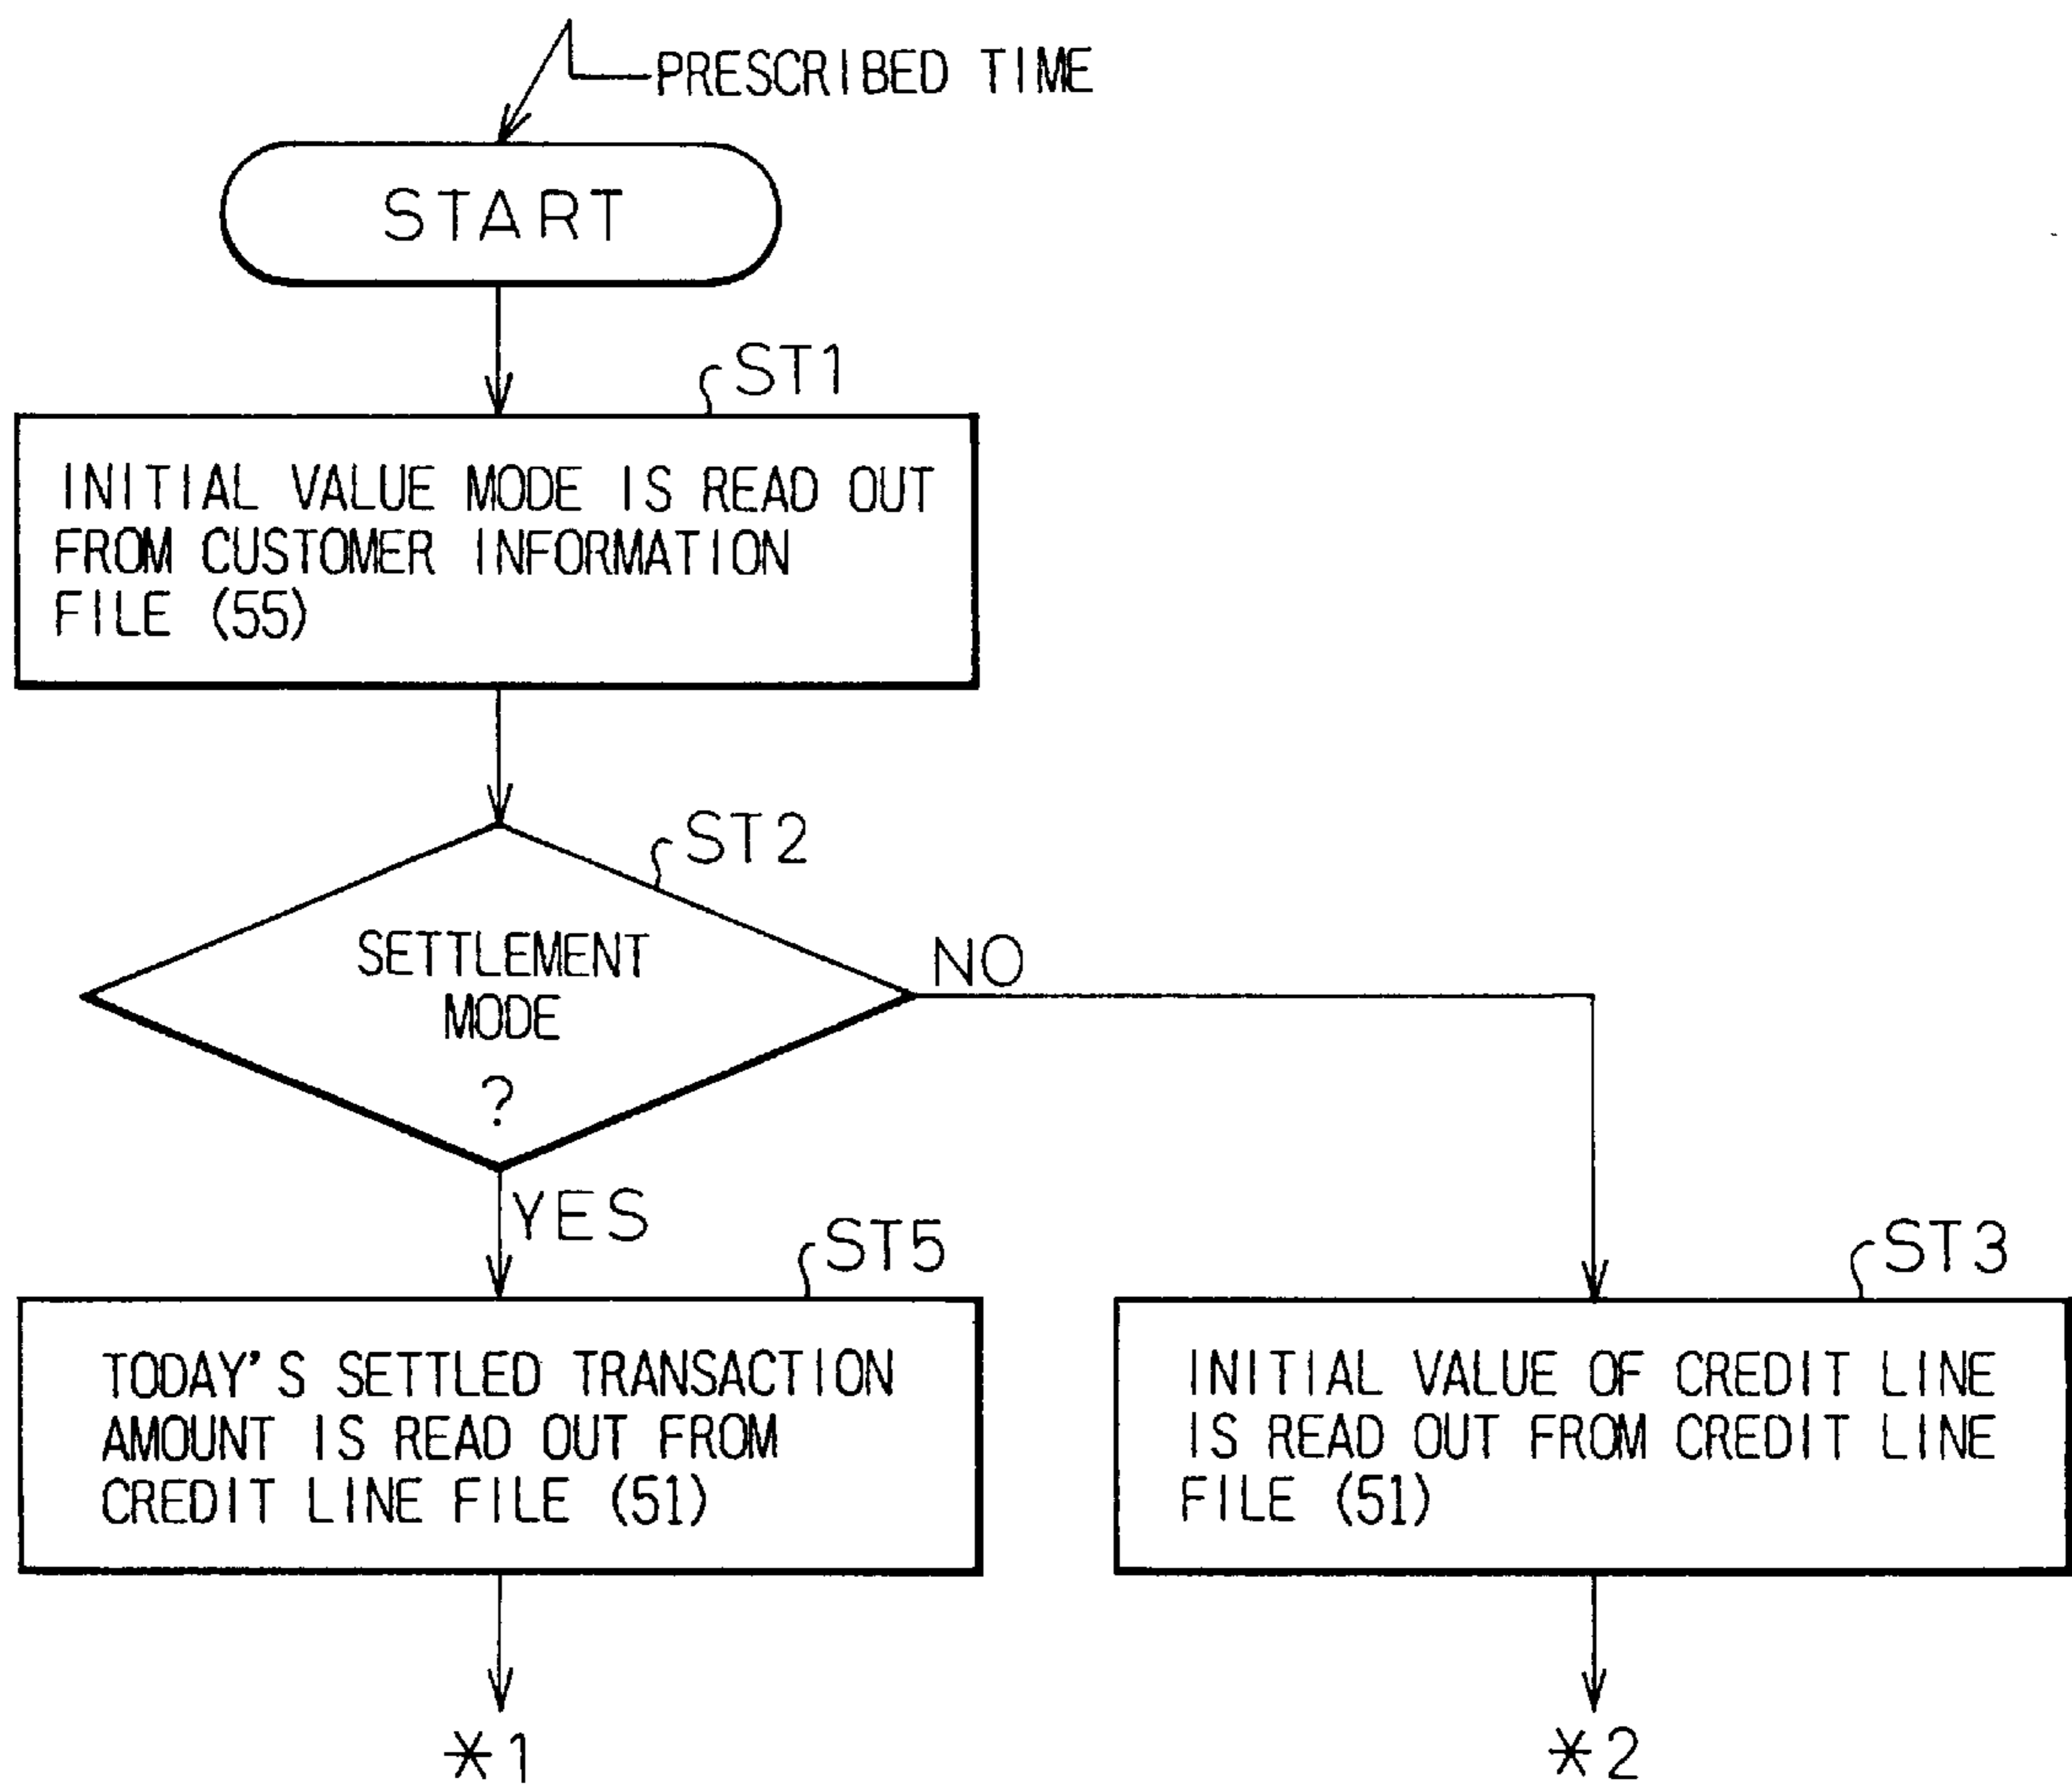 PRESCRIBED TIME
START
ST1
INITIAL VALUE MODE IS READ OUT
FROM CUSTOMER INFORMATION
FILE (55)
ST2
SETTLEMENT
MODE
?
NO
YES
ST5
TODAY'S SETTLED TRANSACTION
AMOUNT IS READ OUT FROM
CREDIT LINE FILE (51)
ST3
INITIAL VALUE OF CREDIT LINE
IS READ OUT FROM CREDIT LINE
FILE (51)
*1
*2